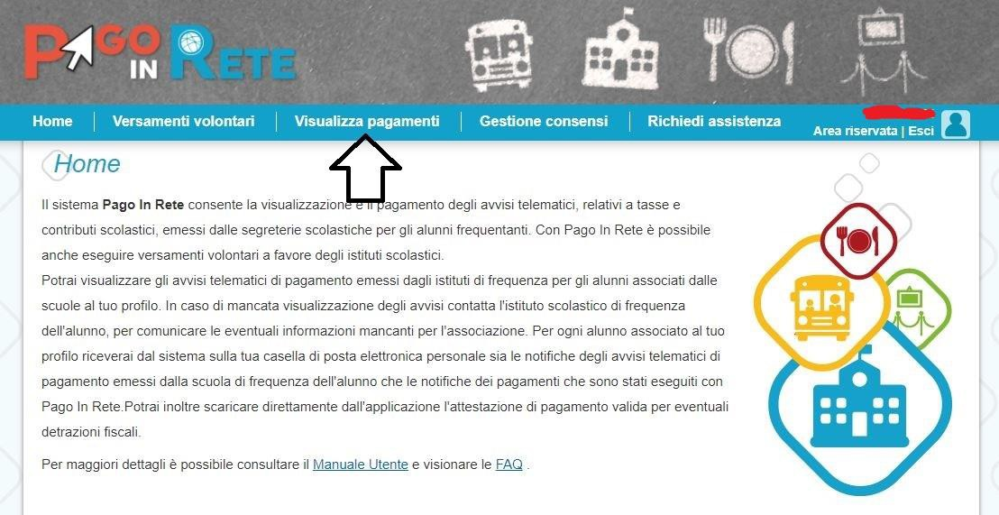 PAGO IN RETE
Home
Versamenti volontari
Visualizza pagamenti
Gestione consensi
Richiedi assistenza
Area riservata | Esci
Home
Il sistema Pago In Rete consente la visualizzazione e il pagamento degli avvisi telematici, relativi a tasse e
contributi scolastici, emessi dalle segreterie scolastiche per gli alunni frequentanti. Con Pago In Rete è possibile
anche eseguire versamenti volontari a favore degli istituti scolastici.
Potrai visualizzare gli avvisi telematici di pagamento emessi dagli istituti di frequenza per gli alunni associati dalle
scuole al tuo profilo. In caso di mancata visualizzazione degli avvisi contatta l'istituto scolastico di frequenza
dell'alunno, per comunicare le eventuali informazioni mancanti per l'associazione. Per ogni alunno associato al tuo
profilo riceverai dal sistema sulla tua casella di posta elettronica personale sia le notifiche degli avvisi telematici di
pagamento emessi dalla scuola di frequenza dell'alunno che le notifiche dei pagamenti che sono stati eseguiti con
Pago In Rete.Potrai inoltre scaricare direttamente dall'applicazione l'attestazione di pagamento valida per eventuali
detrazioni fiscali.
Per maggiori dettagli è possibile consultare il Manuale Utente e visionare le FAQ .